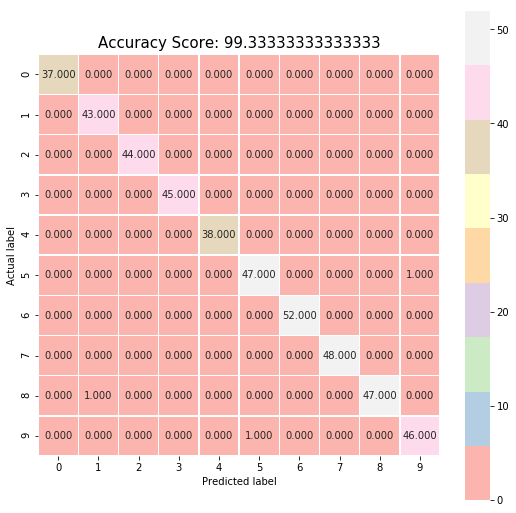 Accuracy Score: 99.33333333333333
0 37.000 0.000 0.000 0.000 0.000 0.000 0.000 0.000 0.000 0.000
1 0.000 43.000 0.000 0.000 0.000 0.000 0.000 0.000 0.000 0.000
2 0.000 0.000 44.000 0.000 0.000 0.000 0.000 0.000 0.000 0.000
3 0.000 0.000 0.000 45.000 0.000 0.000 0.000 0.000 0.000 0.000
4 0.000 0.000 0.000 0.000 38.000 0.000 0.000 0.000 0.000 0.000
5 0.000 0.000 0.000 0.000 0.000 47.000 0.000 0.000 0.000 1.000
6 0.000 0.000 0.000 0.000 0.000 0.000 52.000 0.000 0.000 0.000
7 0.000 0.000 0.000 0.000 0.000 0.000 0.000 48.000 0.000 0.000
8 0.000 1.000 0.000 0.000 0.000 0.000 0.000 0.000 47.000 0.000
9 0.000 0.000 0.000 0.000 0.000 1.000 0.000 0.000 0.000 46.000
0 1 2 3 4 5 6 7 8 9
Predicted label
Actual label
50
40
30
20
10
0